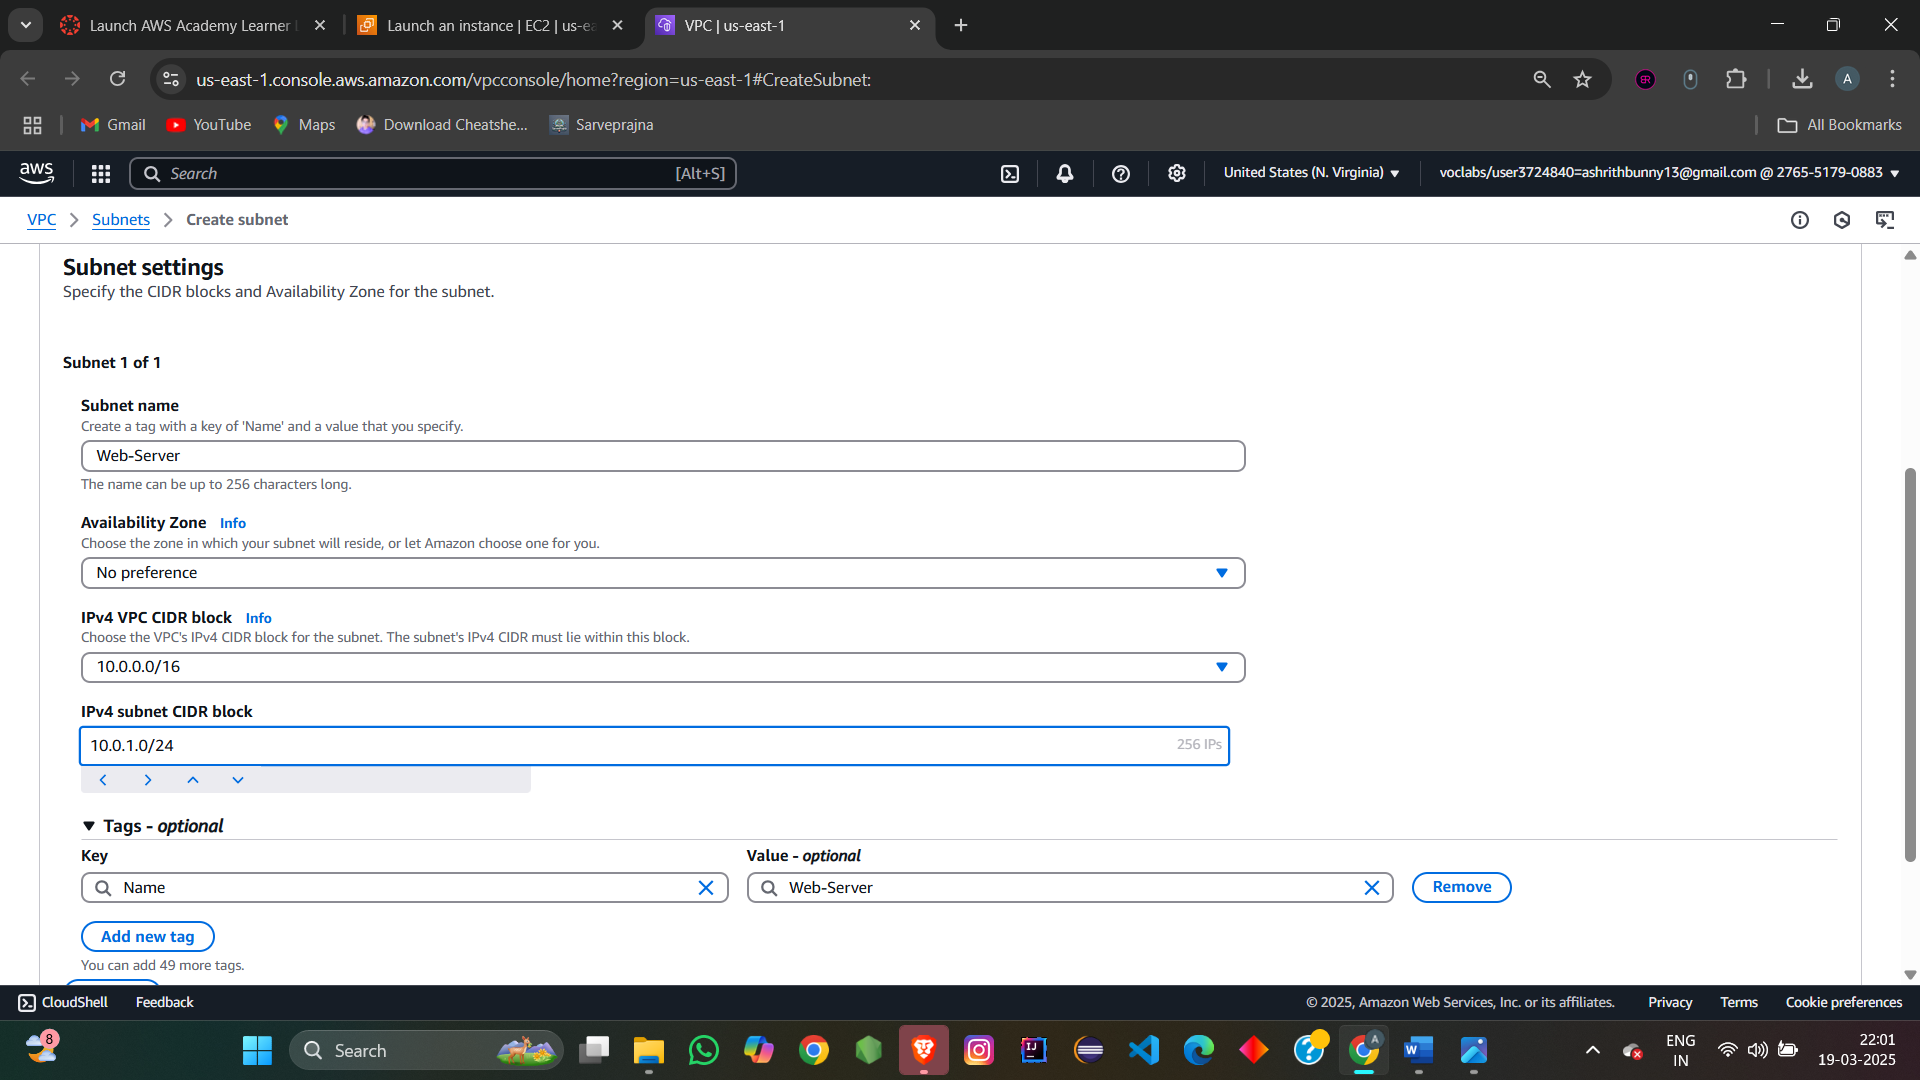 Launch AWS Academy Learner
Launch an instance | EC2 | us-ea
VPC | us-east-1
us-east-1.console.aws.amazon.com/vpcconsole/home?region=us-east-1#CreateSubnet:
A
Gmail
YouTube
Maps
Download Cheatshe...
Sarveprajna
All Bookmarks
aws
Search
[Alt+S]
United States (N. Virginia)
voclabs/user3724840=ashrithbunny13@gmail.com @ 2765-5179-0883
VPC
Subnets
Create subnet
Subnet settings
Specify the CIDR blocks and Availability Zone for the subnet.
Subnet 1 of 1
Subnet name
Create a tag with a key of 'Name' and a value that you specify.
Web-Server
The name can be up to 256 characters long.
Availability Zone Info
Choose the zone in which your subnet will reside, or let Amazon choose one for you.
No preference
IPv4 VPC CIDR block Info
Choose the VPC's IPv4 CIDR block for the subnet. The subnet's IPv4 CIDR must lie within this block.
10.0.0.0/16
IPv4 subnet CIDR block
10.0.1.0/24
256 IPs
Tags - optional
Key
Value - optional
Name
Web-Server
Remove
Add new tag
You can add 49 more tags.
CloudShell
Feedback
© 2025, Amazon Web Services, Inc. or its affiliates.
Privacy
Terms
Cookie preferences
8
Search
A
ENG
IN
22:01
19-03-2025